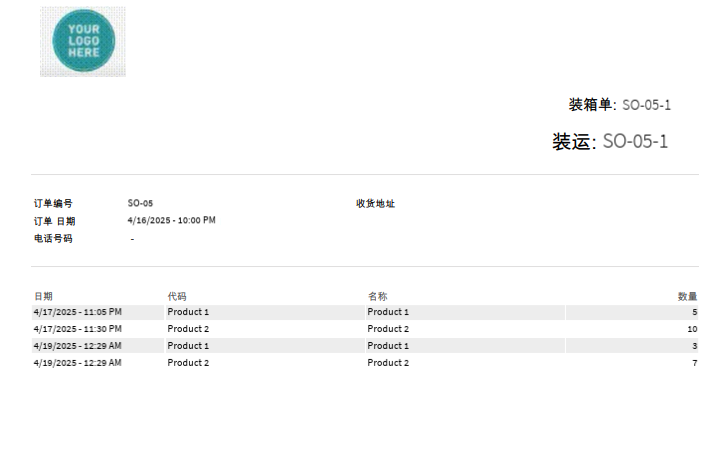 YOUR
LOGO
HERE
装箱单: SO-05-1
装运: SO-05-1
订单编号 SO-05 收货地址
订单 日期 4/16/2025 - 10:00 PM
电话号码 -
日期 代码 名称 数量
4/17/2025 - 11:05 PM Product 1 Product 1 5
4/17/2025 - 11:30 PM Product 2 Product 2 10
4/19/2025 - 12:29 AM Product 1 Product 1 3
4/19/2025 - 12:29 AM Product 2 Product 2 7